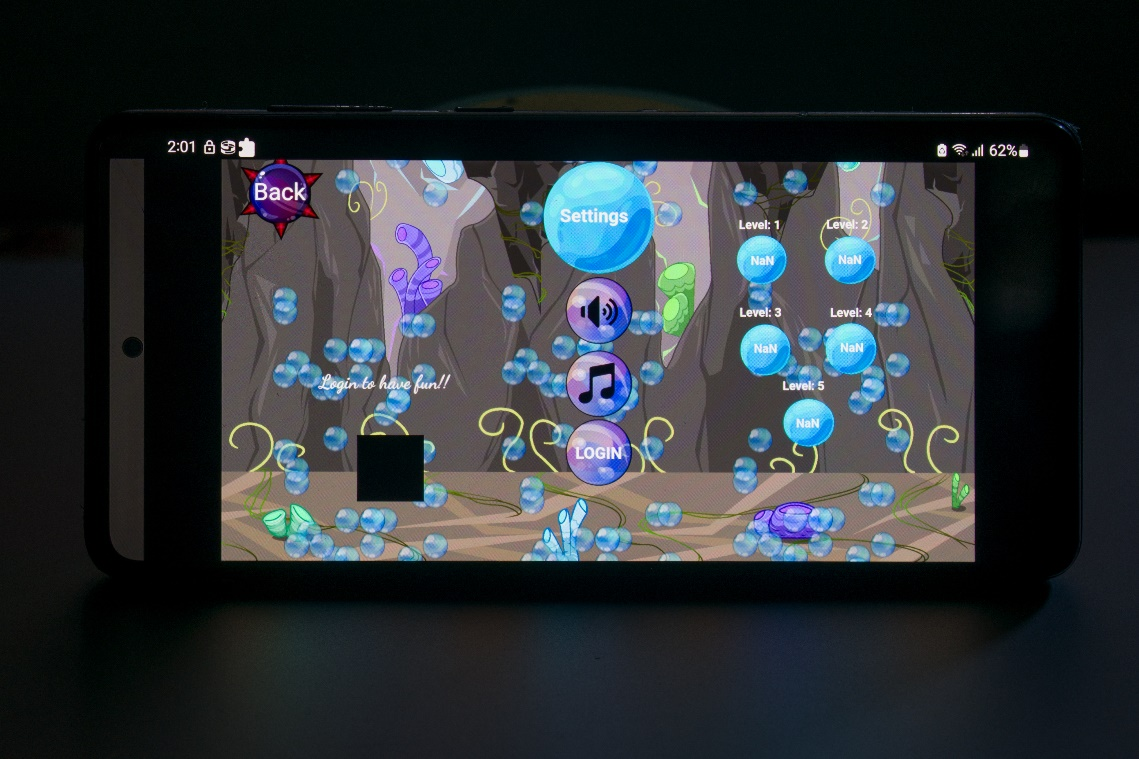 2:01
62%
Back
Settings
Level: 1
Level: 2
NaN
NaN
Level: 3
Level: 4
NaN
NaN
Login to have fun!!
Level: 5
NaN
LOGIN